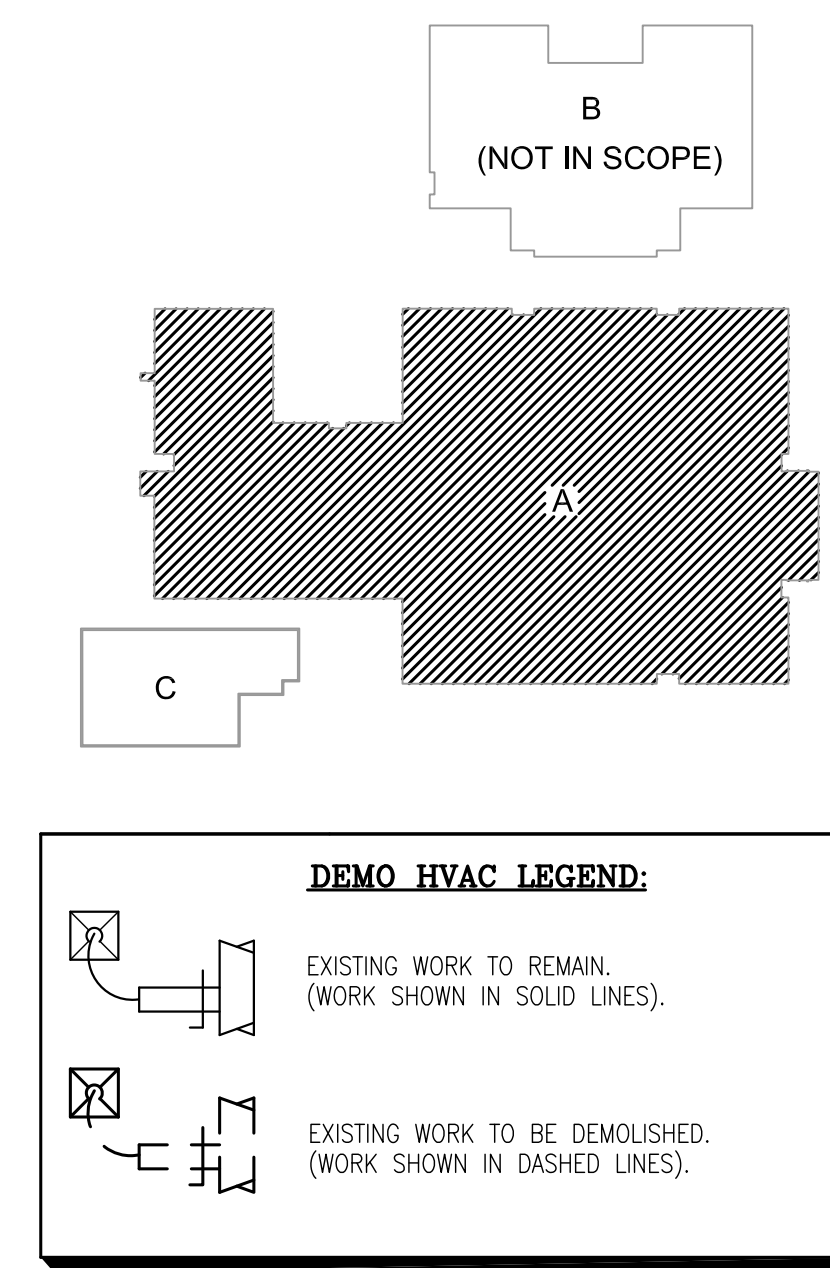 B
(NOT IN SCOPE)
A
C
DEMO HVAC LEGEND:
EXISTING WORK TO REMAIN.
(WORK SHOWN IN SOLID LINES).
EXISTING WORK TO BE DEMOLISHED.
(WORK SHOWN IN DASHED LINES).